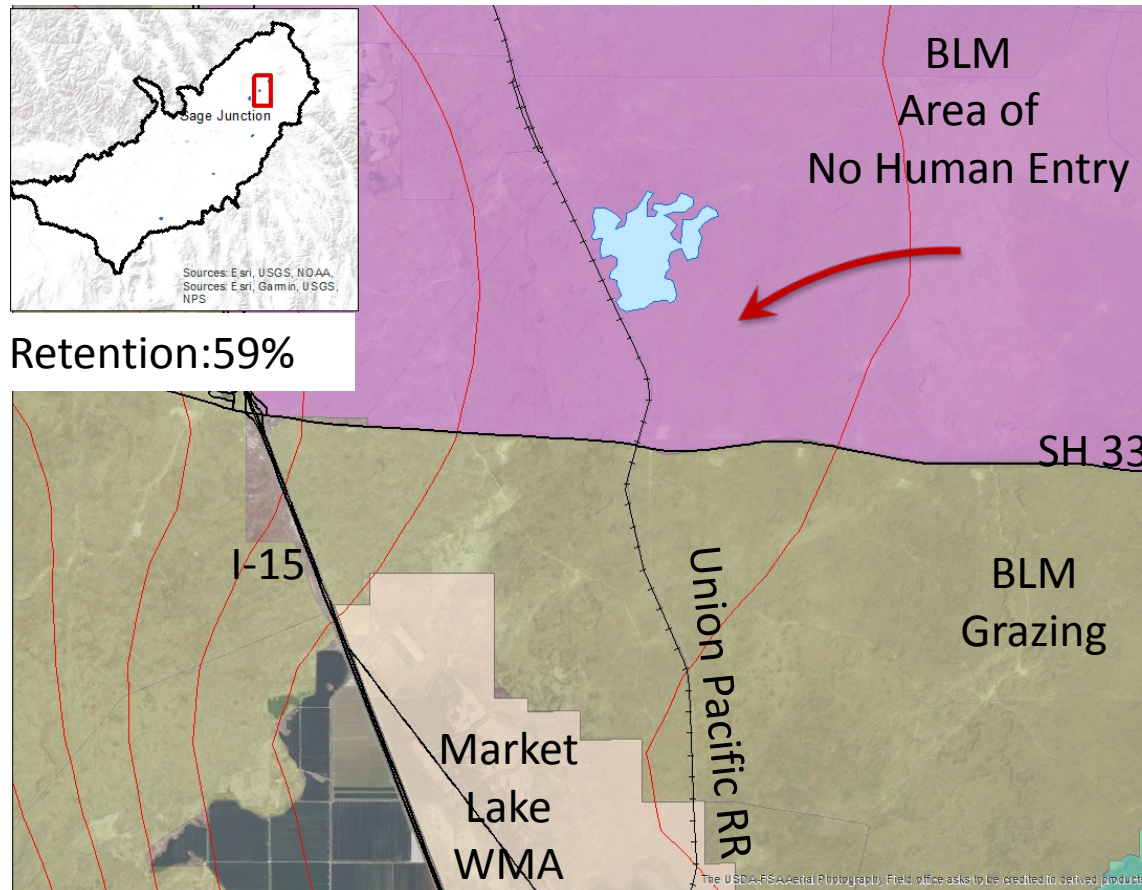 Sage Junction
Sources: Esri, USGS, NOAA,
Sources: Esri, Garmin, USGS,
NPS
Retention:59%
BLM
Area of
No Human Entry
SH 33
I-15
BLM
Grazing
Union Pacific RR
Market
Lake
WMA
The USDA-FSA Aerial Photography Field office asks to be credited in derived products